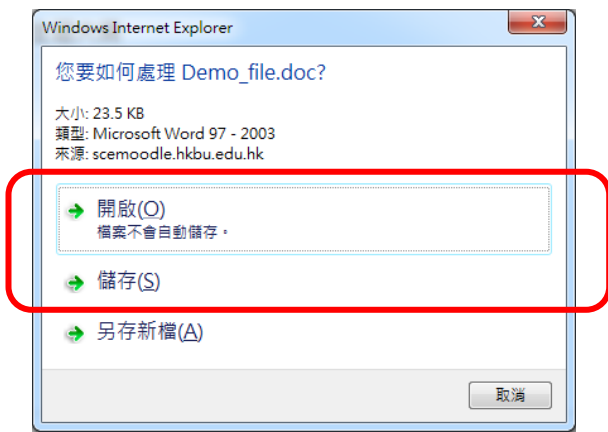 Windows Internet Explorer
您要如何處理 Demo_file.doc?
大小: 23.5 KB
類型: Microsoft Word 97 - 2003
來源: scemoodle.hkbu.edu.hk
開啟(O)
檔案不會自動儲存。
儲存(S)
另存新檔(A)
取消